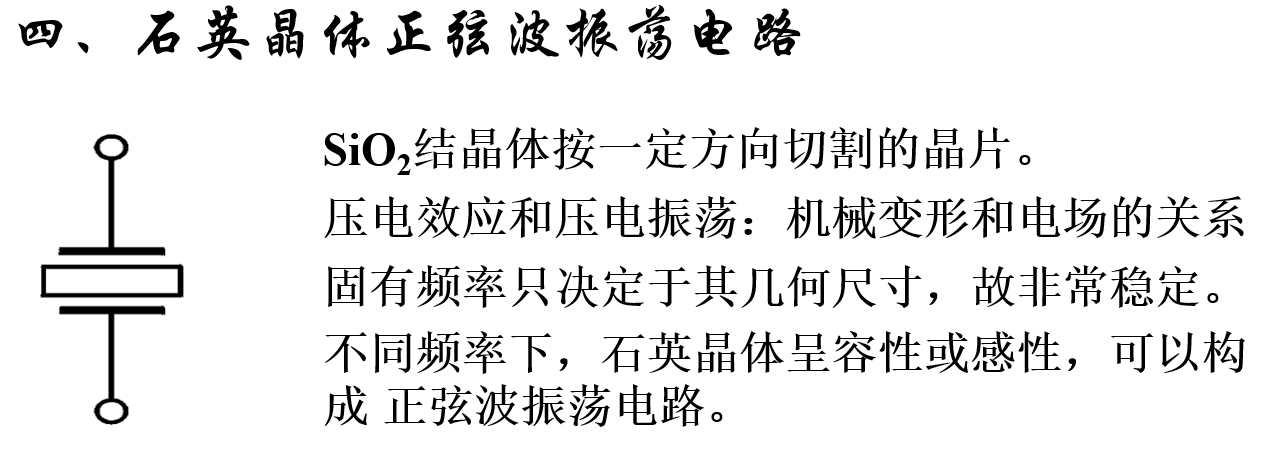 四、石英晶体正弦波振荡电路
SiO₂结晶体按一定方向切割的晶片。
压电效应和压电振荡：机械变形和电场的关系
固有频率只决定于其几何尺寸，故非常稳定。
不同频率下，石英晶体呈容性或感性，可以构
成 正弦波振荡电路。